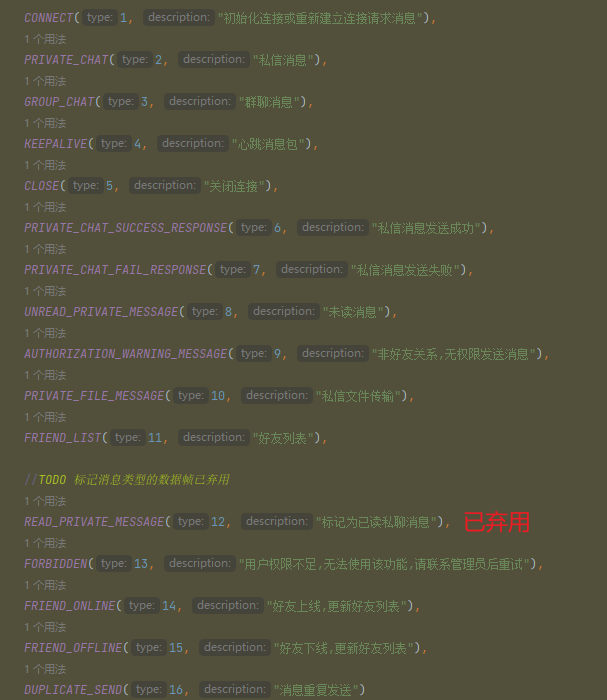 CONNECT( type: 1, description: "初始化连接或重新建立连接请求消息"),
1 个用法
PRIVATE_CHAT( type: 2, description: "私信消息"),
1 个用法
GROUP_CHAT( type: 3, description: "群聊消息"),
1 个用法
KEEPALIVE( type: 4, description: "心跳消息包"),
1 个用法
CLOSE( type: 5, description: "关闭连接"),
1 个用法
PRIVATE_CHAT_SUCCESS_RESPONSE( type: 6, description: "私信消息发送成功"),
1 个用法
PRIVATE_CHAT_FAIL_RESPONSE( type: 7, description: "私信消息发送失败"),
1 个用法
UNREAD_PRIVATE_MESSAGE( type: 8, description: "未读消息"),
1 个用法
AUTHORIZATION_WARNING_MESSAGE( type: 9, description: "非好友关系,无权限发送消息"),
1 个用法
PRIVATE_FILE_MESSAGE( type: 10, description: "私信文件传输"),
1 个用法
FRIEND_LIST( type: 11, description: "好友列表"),
//TODO 标记消息类型的数据帧已弃用
1 个用法
READ_PRIVATE_MESSAGE( type: 12, description: "标记为已读私聊消息"), 已弃用
1 个用法
FORBIDDEN( type: 13, description: "用户权限不足,无法使用该功能,请联系管理员后重试"),
1 个用法
FRIEND_ONLINE( type: 14, description: "好友上线,更新好友列表"),
1 个用法
FRIEND_OFFLINE( type: 15, description: "好友下线,更新好友列表"),
1 个用法
DUPLICATE_SEND( type: 16, description: "消息重复发送")